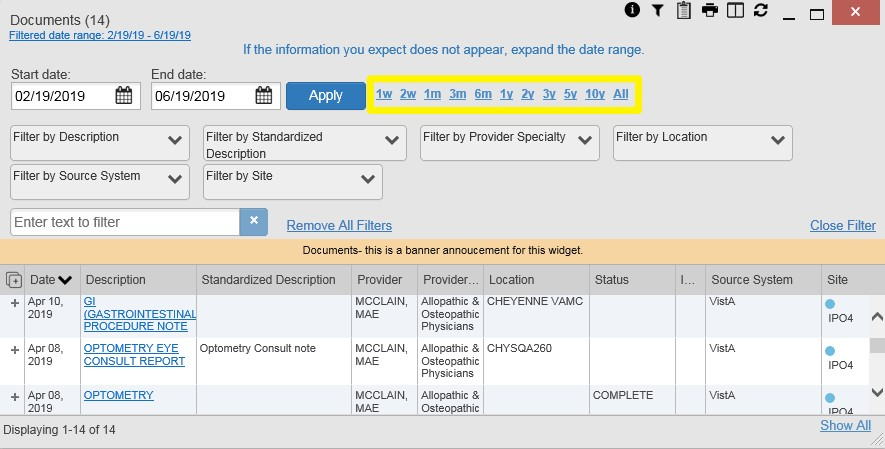 Documents (14)
Filtered date range: 2/19/19 - 6/19/19
If the information you expect does not appear, expand the date range.
Start date:
End date:
02/19/2019
06/19/2019
Apply
1w 2w 1m 3m 6m 1y 2y 3y 5y 10y All
Filter by Description
Filter by Standardized
Description
Filter by Provider Specialty
Filter by Location
Filter by Source System
Filter by Site
Enter text to filter
Remove All Filters
Close Filter
Documents- this is a banner annoucement for this widget.
Date Description Standardized Description Provider Provider... Location Status I... Source System Site
Apr 10,
2019
GI
(GASTROINTESTINAL
PROCEDURE NOTE
MCCLAIN,
MAE
Allopathic &
Osteopathic
Physicians
CHEYENNE VAMC
VistA
IPO4
Apr 08,
2019
OPTOMETRY EYE
CONSULT REPORT
Optometry Consult note
MCCLAIN,
MAE
Allopathic &
Osteopathic
Physicians
CHYSQA260
VistA
IPO4
Apr 08,
2019
OPTOMETRY
MCCLAIN,
MAE
Allopathic &
Osteopathic
COMPLETE
VistA
IPO4
Displaying 1-14 of 14
Show All